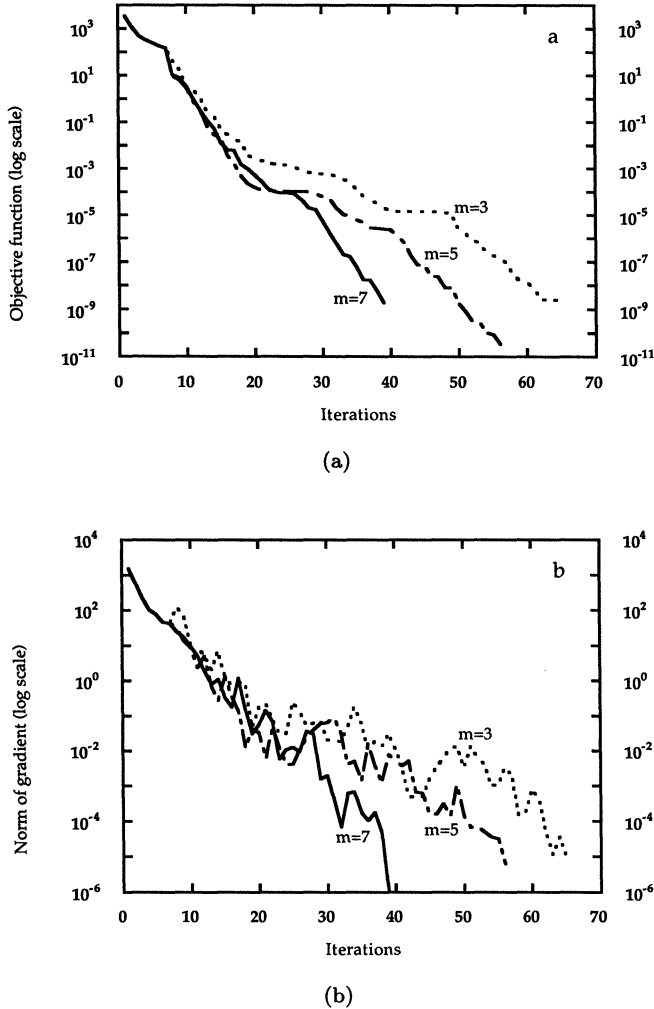 a
Objective function (log scale)
10³ 10³
10¹ 10¹
10⁻¹ 10⁻¹
10⁻³ 10⁻³
m=3
10⁻⁵ 10⁻⁵
m=5
10⁻⁷ 10⁻⁷
m=7
10⁻⁹ 10⁻⁹
10⁻¹¹ 10⁻¹¹
0 10 20 30 40 50 60 70
Iterations
(a)
b
Norm of gradient (log scale)
10⁴ 10⁴
10² 10²
10⁰ 10⁰
m=3
10⁻² 10⁻²
10⁻⁴ 10⁻⁴
m=7 m=5
10⁻⁶ 10⁻⁶
0 10 20 30 40 50 60 70
Iterations
(b)